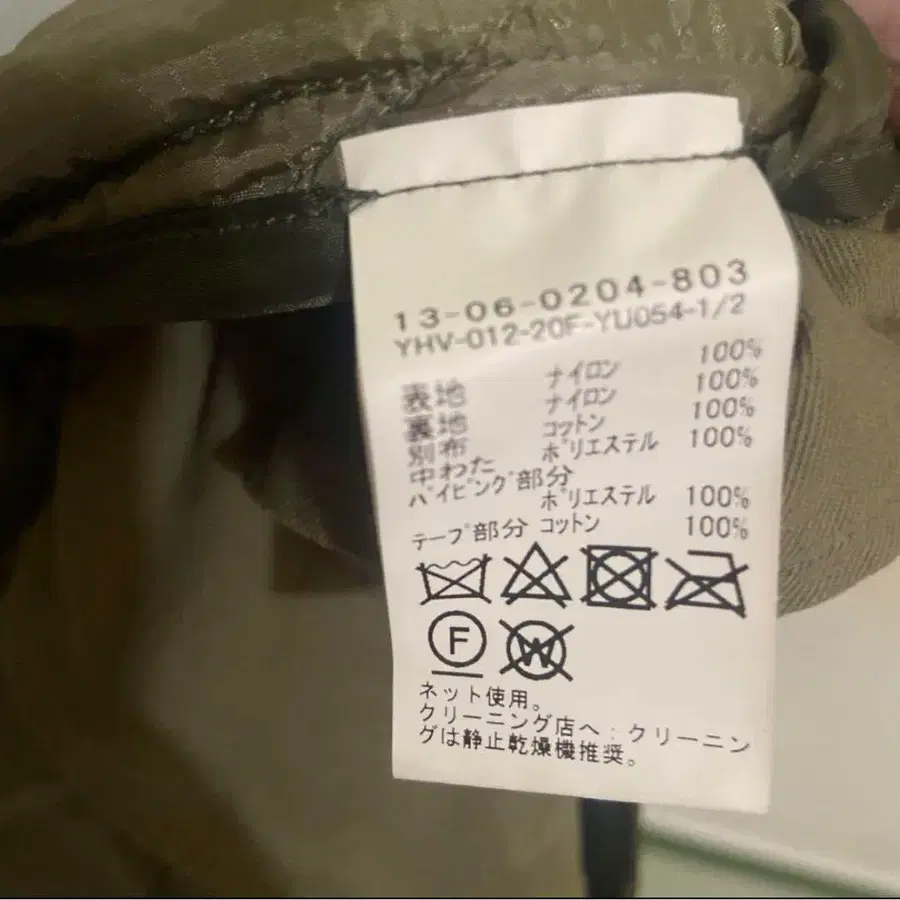 13-06-0204-803
YHV-012-20F-YU054-1/2
表地 ナイロン 100%
裏地 ナイロン 100%
別布 コットン 100%
中わた ポリエステル 100%
パイピング部分
ポリエステル 100%
テープ部分 コットン 100%
F W
ネット使用。
クリーニング店へ:クリーニン
グは静止乾燥機推奨。